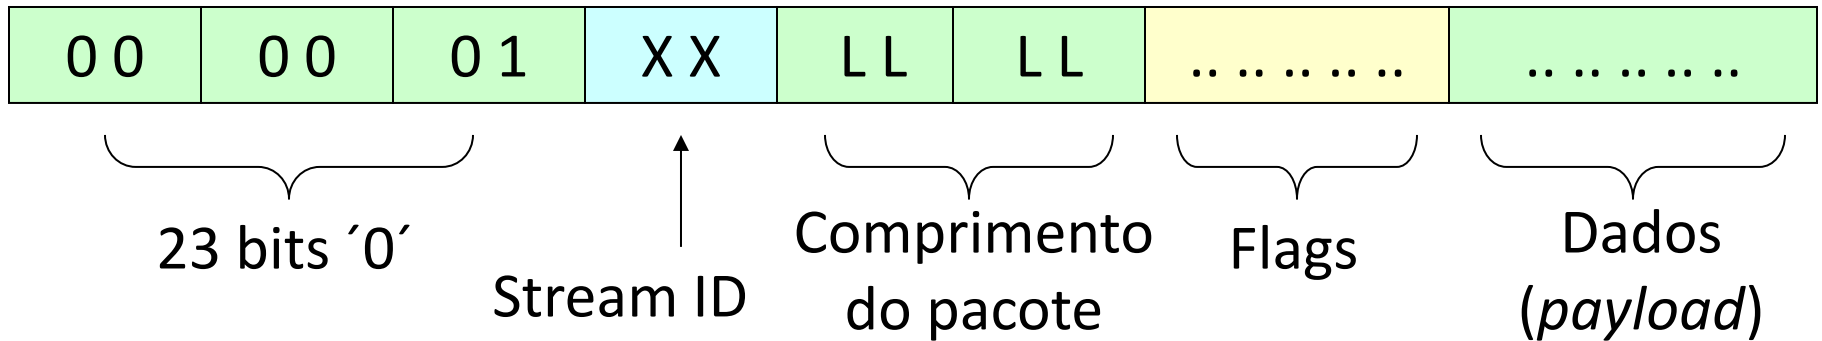 0 0 0 0 0 1 X X L L L L .. .. .. .. .. .. .. .. .. ..
23 bits ´0´
Stream ID
Comprimento
do pacote
Flags
Dados
(payload)